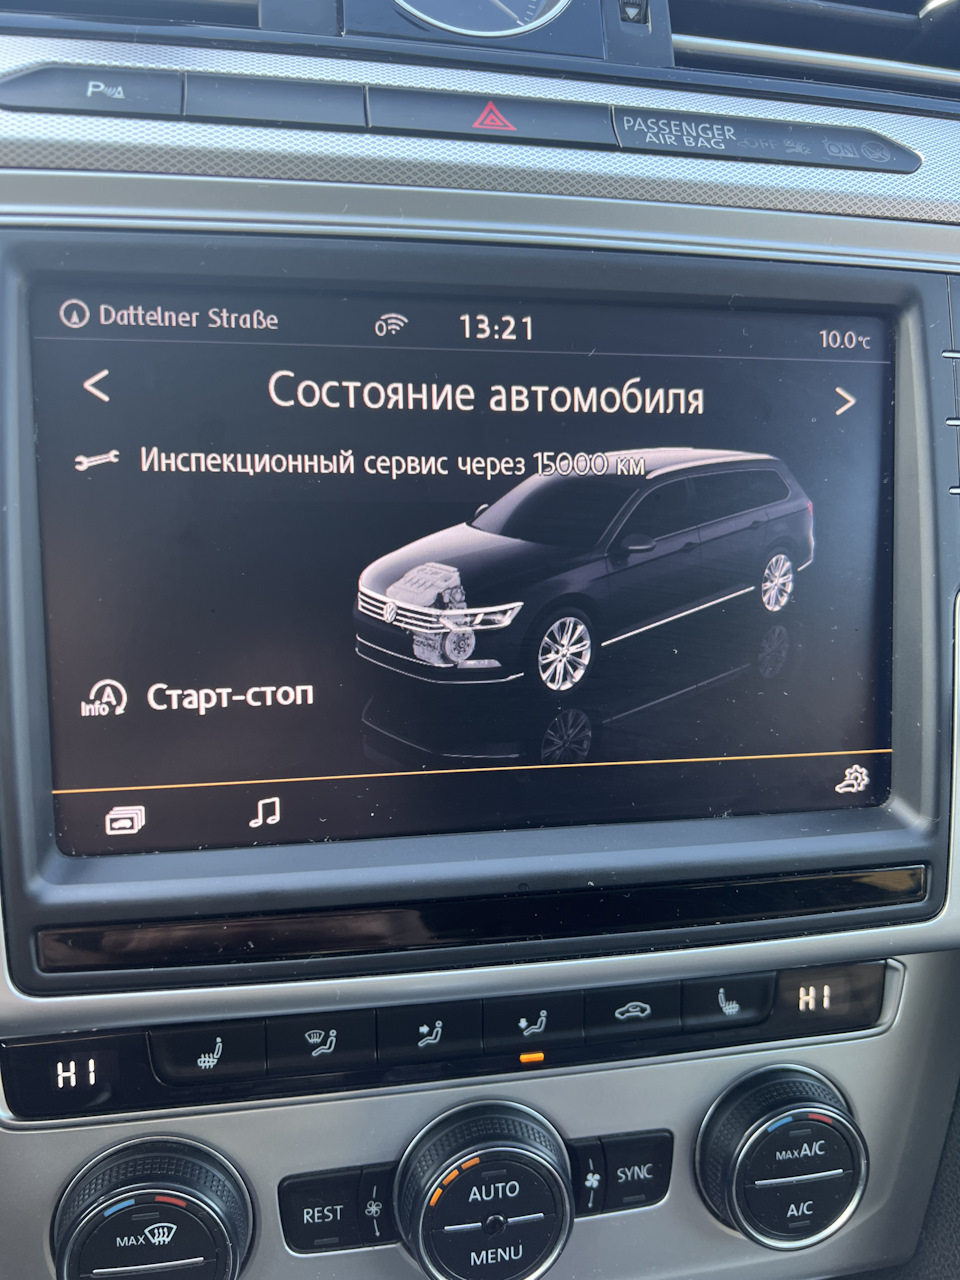 P
PASSENGER
AIR BAG
OFF
ON
Dattelner Straße
0
13:21
10.0°C
Состояние автомобиля
Инспекционный сервис через 15000 км
A
Info
Старт-стоп
HI
HI
MAX
REST
AUTO
MENU
SYNC
MAX A/C
A/C